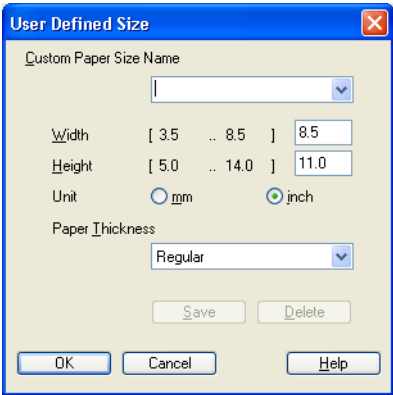 User Defined Size
Custom Paper Size Name
Width [ 3.5 .. 8.5 ] 8.5
Height [ 5.0 .. 14.0 ] 11.0
Unit mm inch
Paper Thickness
Regular
Save Delete
OK Cancel Help